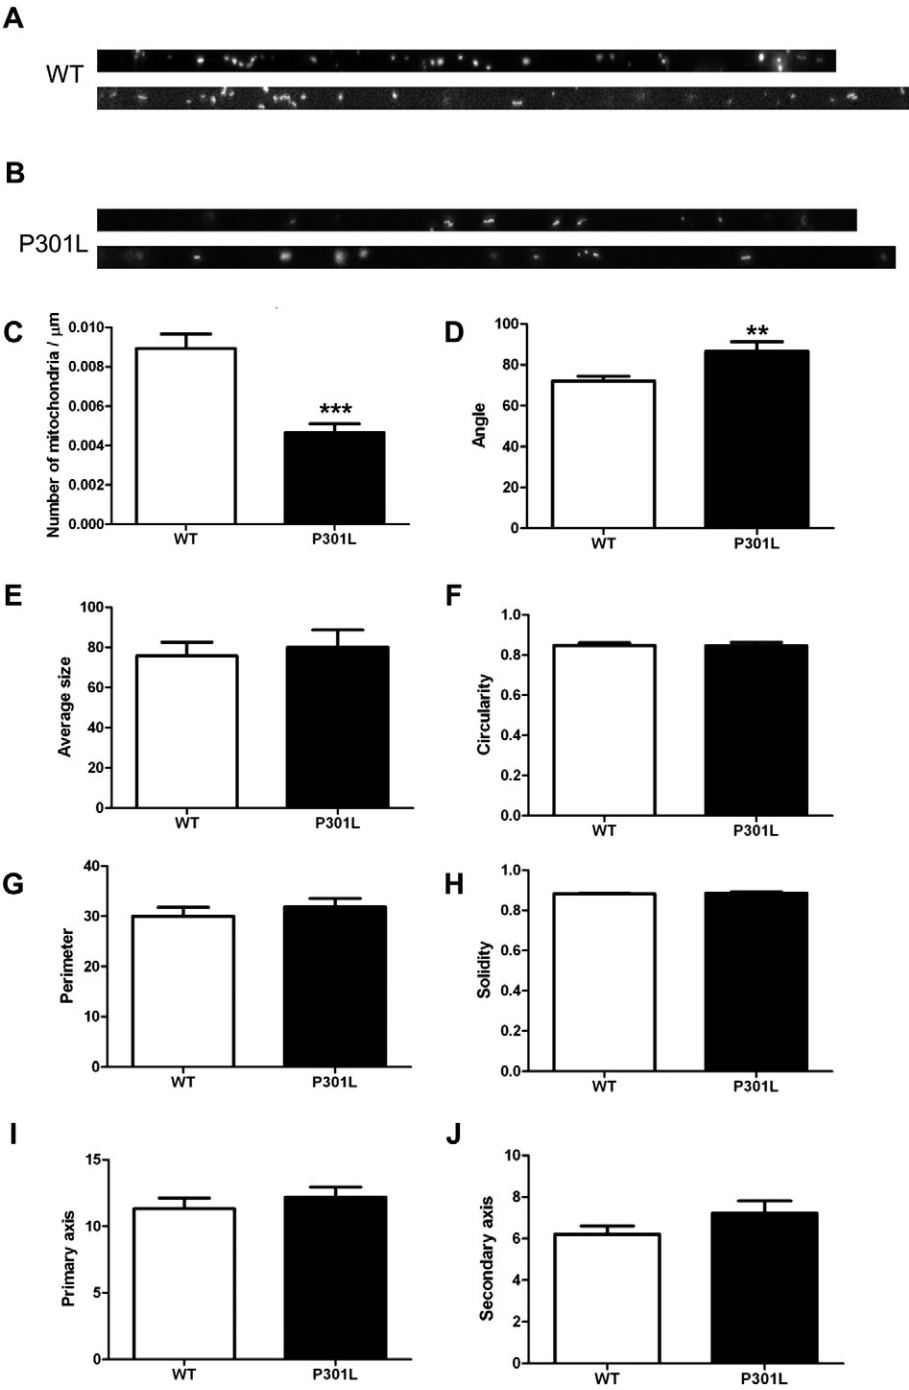 A
WT
B
P301L
C
Number of mitochondria / μm
0.010
0.008
0.006
0.004
0.002
0.000
***
WT
P301L
D
Angle
100
80
60
40
20
0
**
WT
P301L
E
Average size
100
80
60
40
20
0
WT
P301L
F
Circularity
1.0
0.8
0.6
0.4
0.2
0.0
WT
P301L
G
Perimeter
40
30
20
10
0
WT
P301L
H
Solidity
1.0
0.8
0.6
0.4
0.2
0.0
WT
P301L
I
Primary axis
15
10
5
0
WT
P301L
J
Secondary axis
10
8
6
4
2
0
WT
P301L